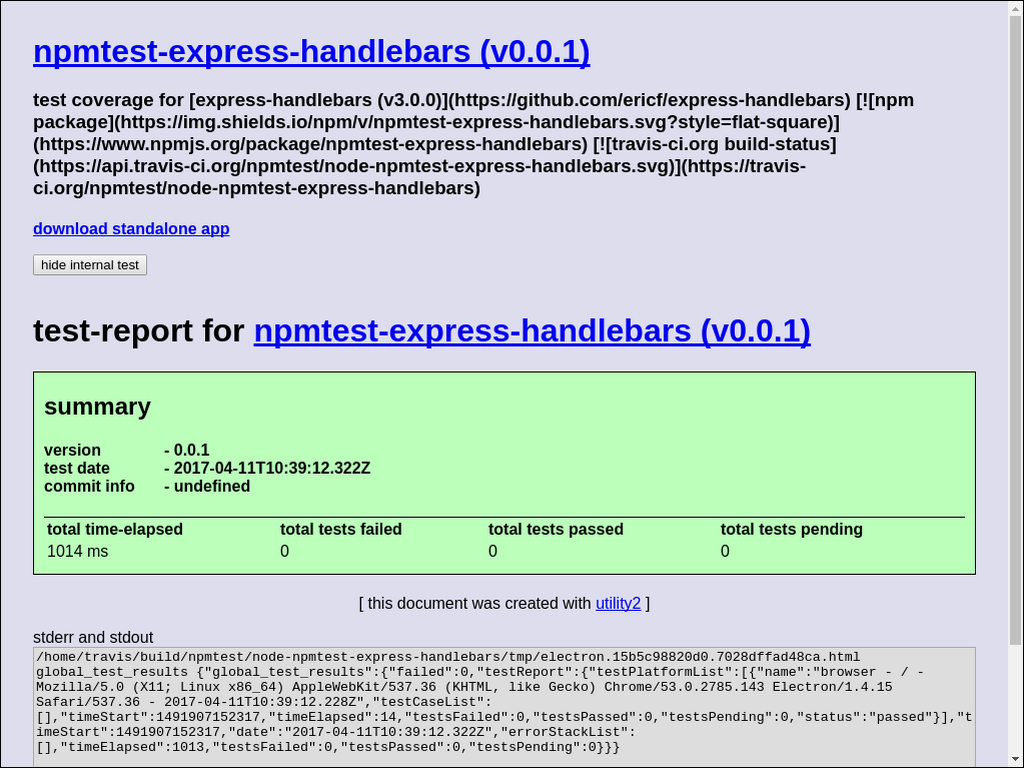 npmtest-express-handlebars (v0.0.1)
test coverage for [express-handlebars (v3.0.0)](https://github.com/ericf/express-handlebars) [![npm
package](https://img.shields.io/npm/v/npmtest-express-handlebars.svg?style=flat-square)]
(https://www.npmjs.org/package/npmtest-express-handlebars) [![travis-ci.org build-status]
(https://api.travis-ci.org/npmtest/node-npmtest-express-handlebars.svg)](https://travis-
ci.org/npmtest/node-npmtest-express-handlebars)
download standalone app
hide internal test
test-report for npmtest-express-handlebars (v0.0.1)
summary
version - 0.0.1
test date - 2017-04-11T10:39:12.322Z
commit info - undefined
total time-elapsed total tests failed total tests passed total tests pending
1014 ms 0 0 0
[ this document was created with utility2 ]
stderr and stdout
/home/travis/build/npmtest/node-npmtest-express-handlebars/tmp/electron.15b5c98820d0.7028dffad48ca.html
global_test_results {"global_test_results":{"failed":0,"testReport":{"testPlatformList":[{"name":"browser - / -
Mozilla/5.0 (X11; Linux x86_64) AppleWebKit/537.36 (KHTML, like Gecko) Chrome/53.0.2785.143 Electron/1.4.15
Safari/537.36 - 2017-04-11T10:39:12.228Z","testCaseList":
[],"timeStart":1491907152317,"timeElapsed":14,"testsFailed":0,"testsPassed":0,"testsPending":0,"status":"passed"}],"t
imeStart":1491907152317,"date":"2017-04-11T10:39:12.322Z","errorStackList":
[],"timeElapsed":1013,"testsFailed":0,"testsPassed":0,"testsPending":0}}}